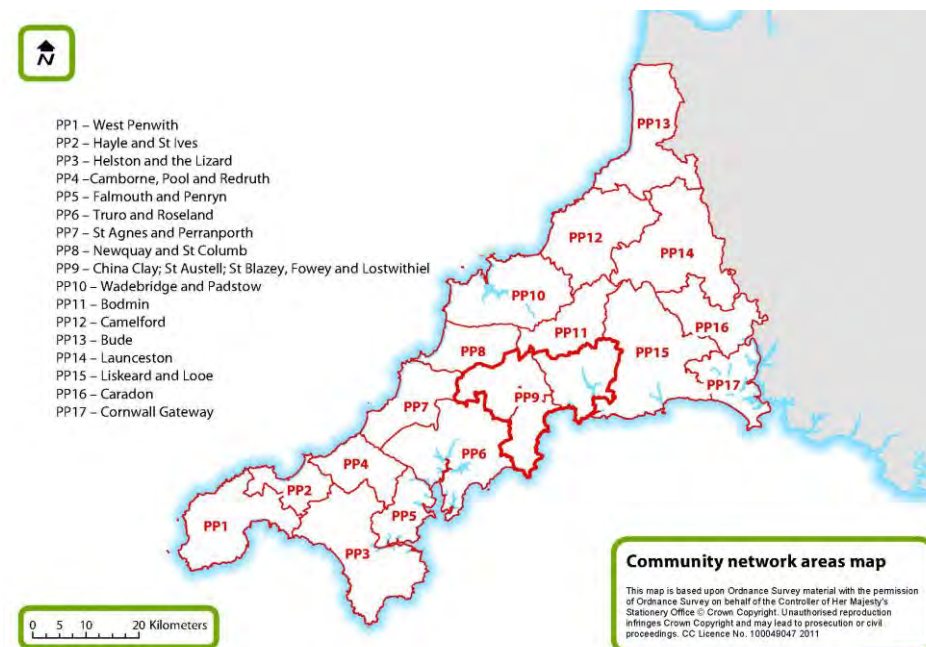 N
PP1 – West Penwith
PP2 – Hayle and St Ives
PP3 – Helston and the Lizard
PP4 –Camborne, Pool and Redruth
PP5 – Falmouth and Penryn
PP6 – Truro and Roseland
PP7 – St Agnes and Perranporth
PP8 – Newquay and St Columb
PP9 – China Clay; St Austell; St Blazey, Fowey and Lostwithiel
PP10 – Wadebridge and Padstow
PP11 – Bodmin
PP12 – Camelford
PP13 – Bude
PP14 – Launceston
PP15 – Liskeard and Looe
PP16 – Caradon
PP17 – Cornwall Gateway
PP13
PP12
PP14
PP10
PP11
PP16
PP8
PP15
PP17
PP9
PP7
PP6
PP4
PP2
PP5
PP1
PP3
Community network areas map
This map is based upon Ordnance Survey material with the permission
of Ordnance Survey on behalf of the Controller of Her Majesty's
Stationery Office © Crown Copyright. Unauthorised reproduction
infringes Crown Copyright and may lead to prosecution or civil
proceedings. CC Licence No. 100049047 2011
0 5 10 20 Kilometers